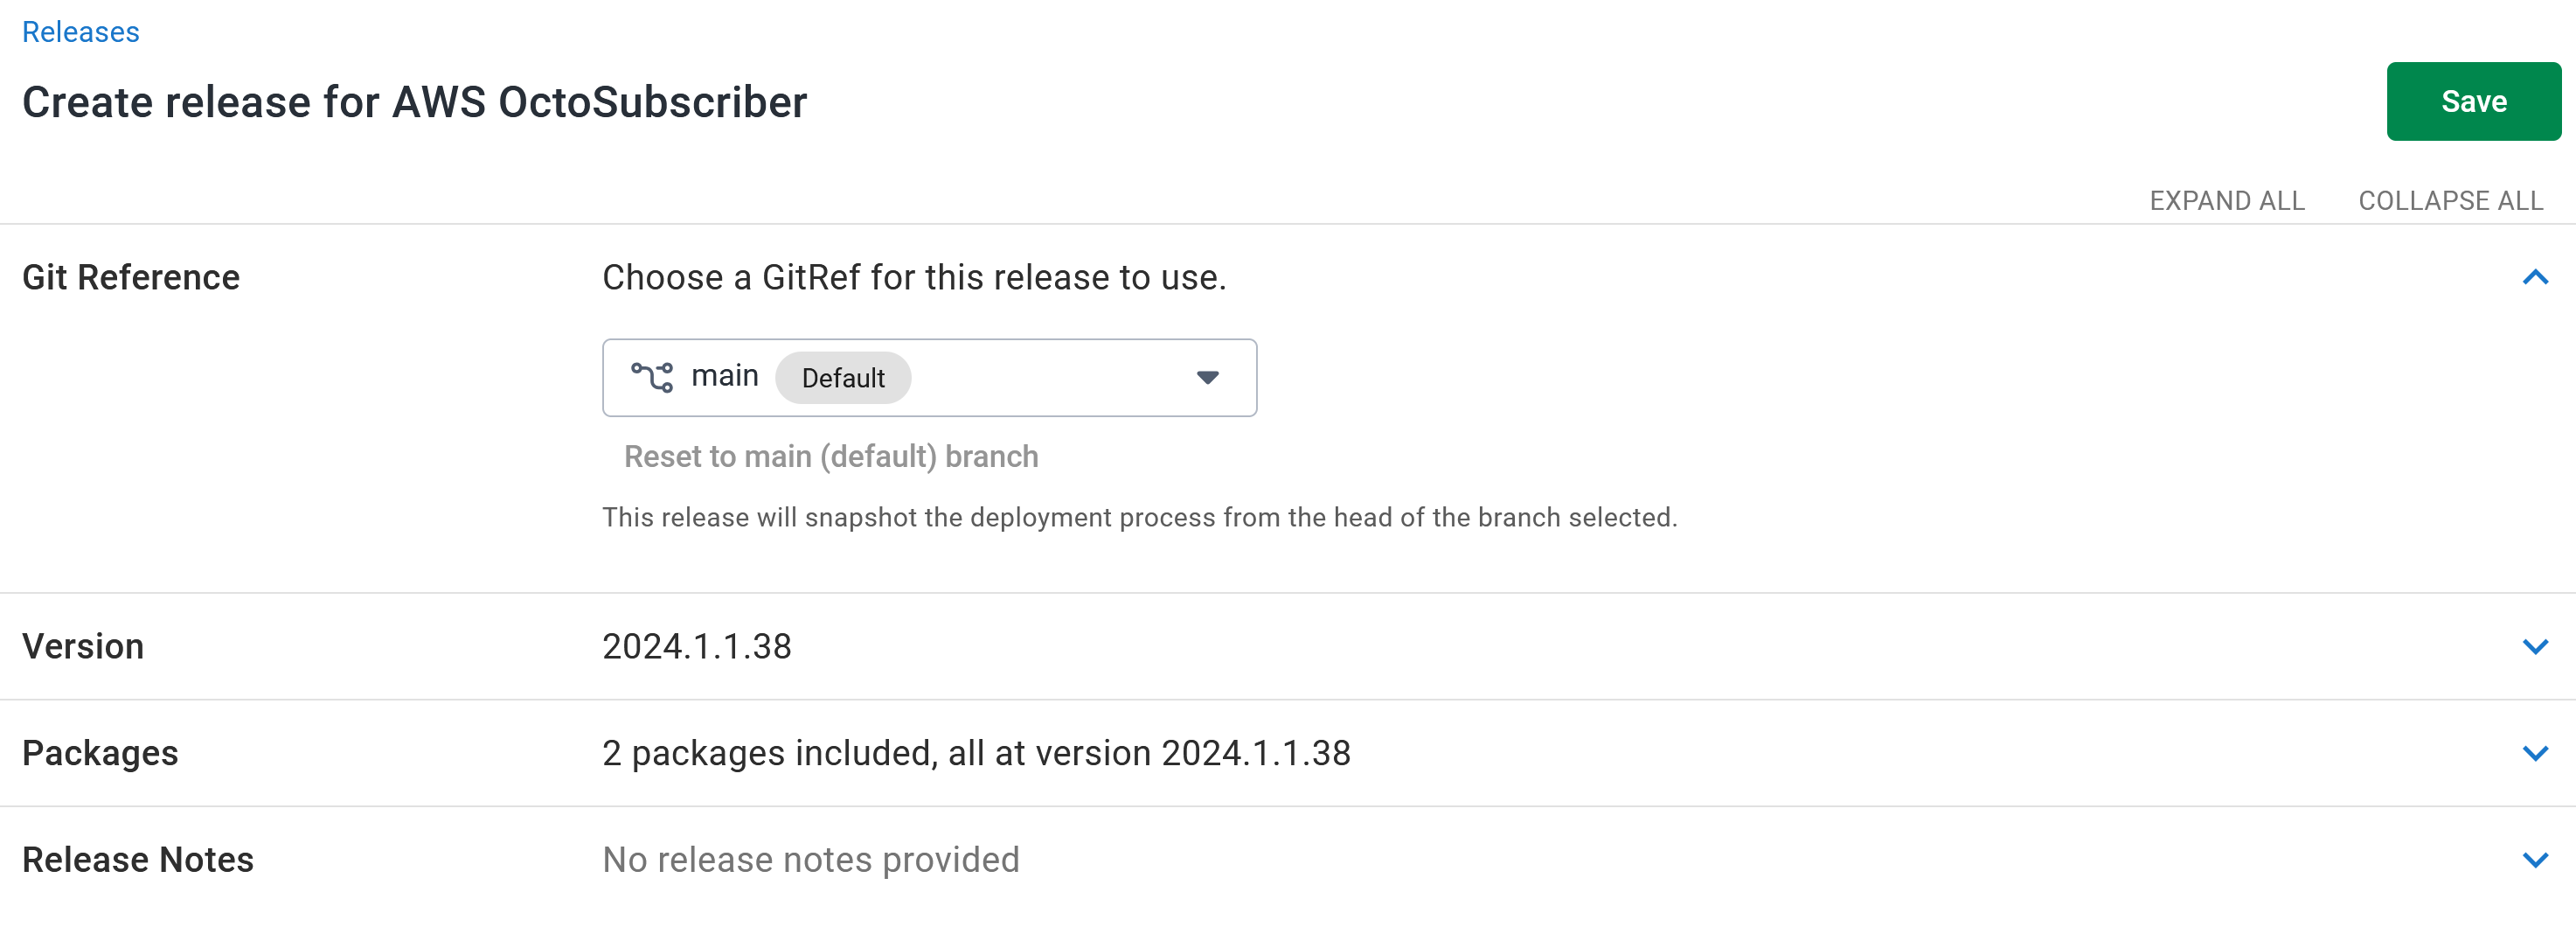 Releases
Create release for AWS OctoSubscriber
Save
EXPAND ALL COLLAPSE ALL
Git Reference Choose a GitRef for this release to use.
main Default
Reset to main (default) branch
This release will snapshot the deployment process from the head of the branch selected.
Version 2024.1.1.38
Packages 2 packages included, all at version 2024.1.1.38
Release Notes No release notes provided